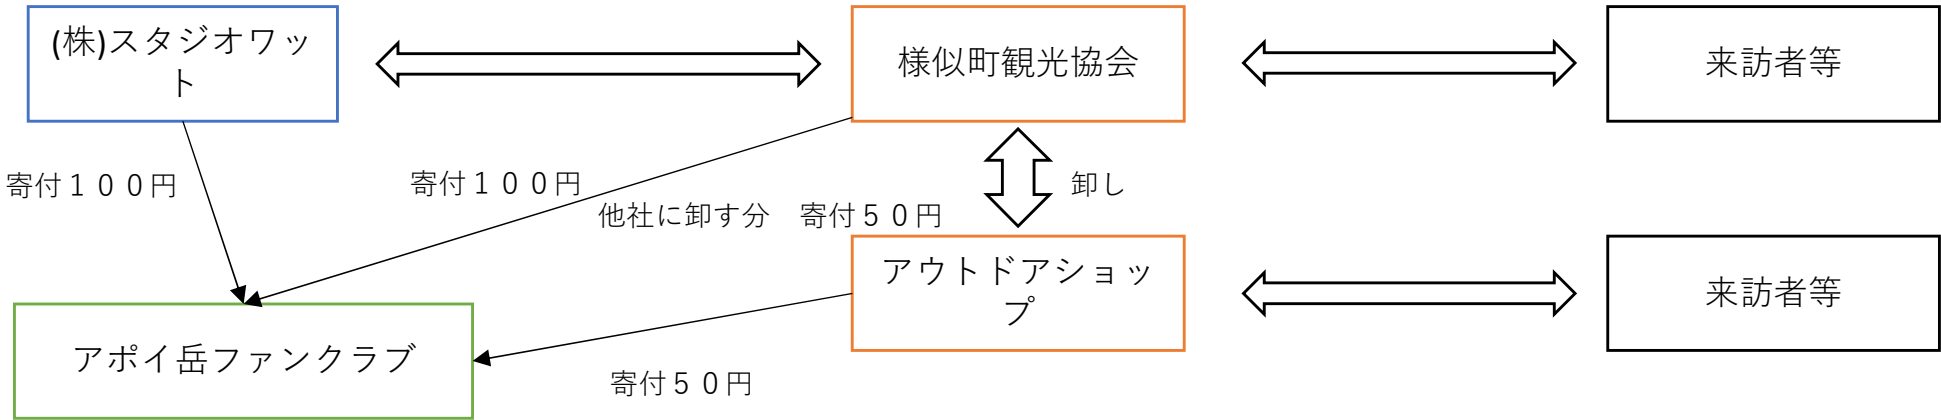 (株)スタジオワッ
ト
様似町観光協会
来訪者等
寄付１００円
寄付１００円
卸し
他社に卸す分　寄付５０円
アウトドアショッ
プ
来訪者等
アポイ岳ファンクラブ
寄付５０円